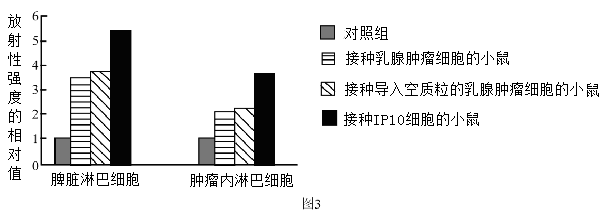 放射性强度的相对值
6
5
4
3
2
1
0
脾脏淋巴细胞
肿瘤内淋巴细胞
对照组
接种乳腺肿瘤细胞的小鼠
接种导入空质粒的乳腺肿瘤细胞的小鼠
接种IP10细胞的小鼠
图3